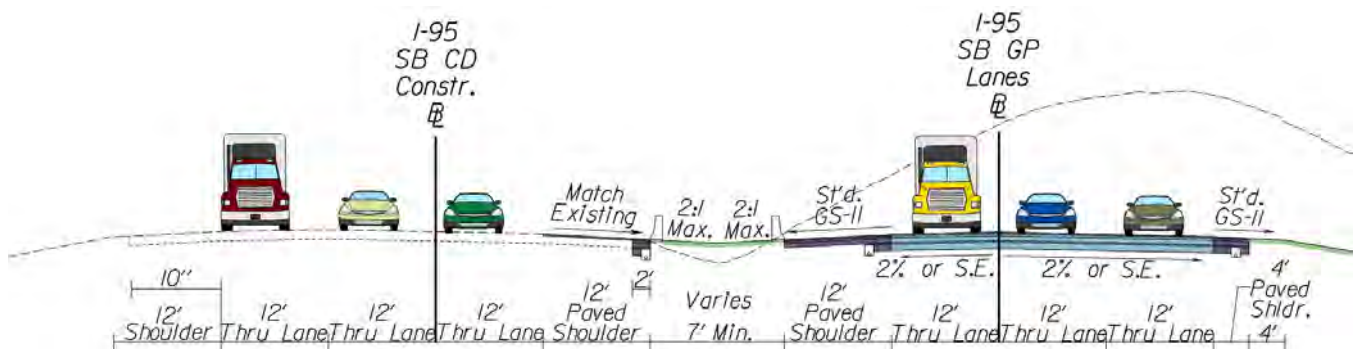 I-95
SB CD
Constr.
℄
I-95
SB GP
Lanes
℄
Match
Existing
2:1
Max.
2:1
Max.
St'd.
GS-11
St'd.
GS-11
2% or S.E.
2% or S.E.
10''
2'
12'
Shoulder
12'
Thru Lane
12'
Thru Lane
12'
Thru Lane
12'
Paved
Shoulder
Varies
7' Min.
12'
Paved
Shoulder
12'
Thru Lane
12'
Thru Lane
12'
Thru Lane
4'
Paved
Shldr.
4'